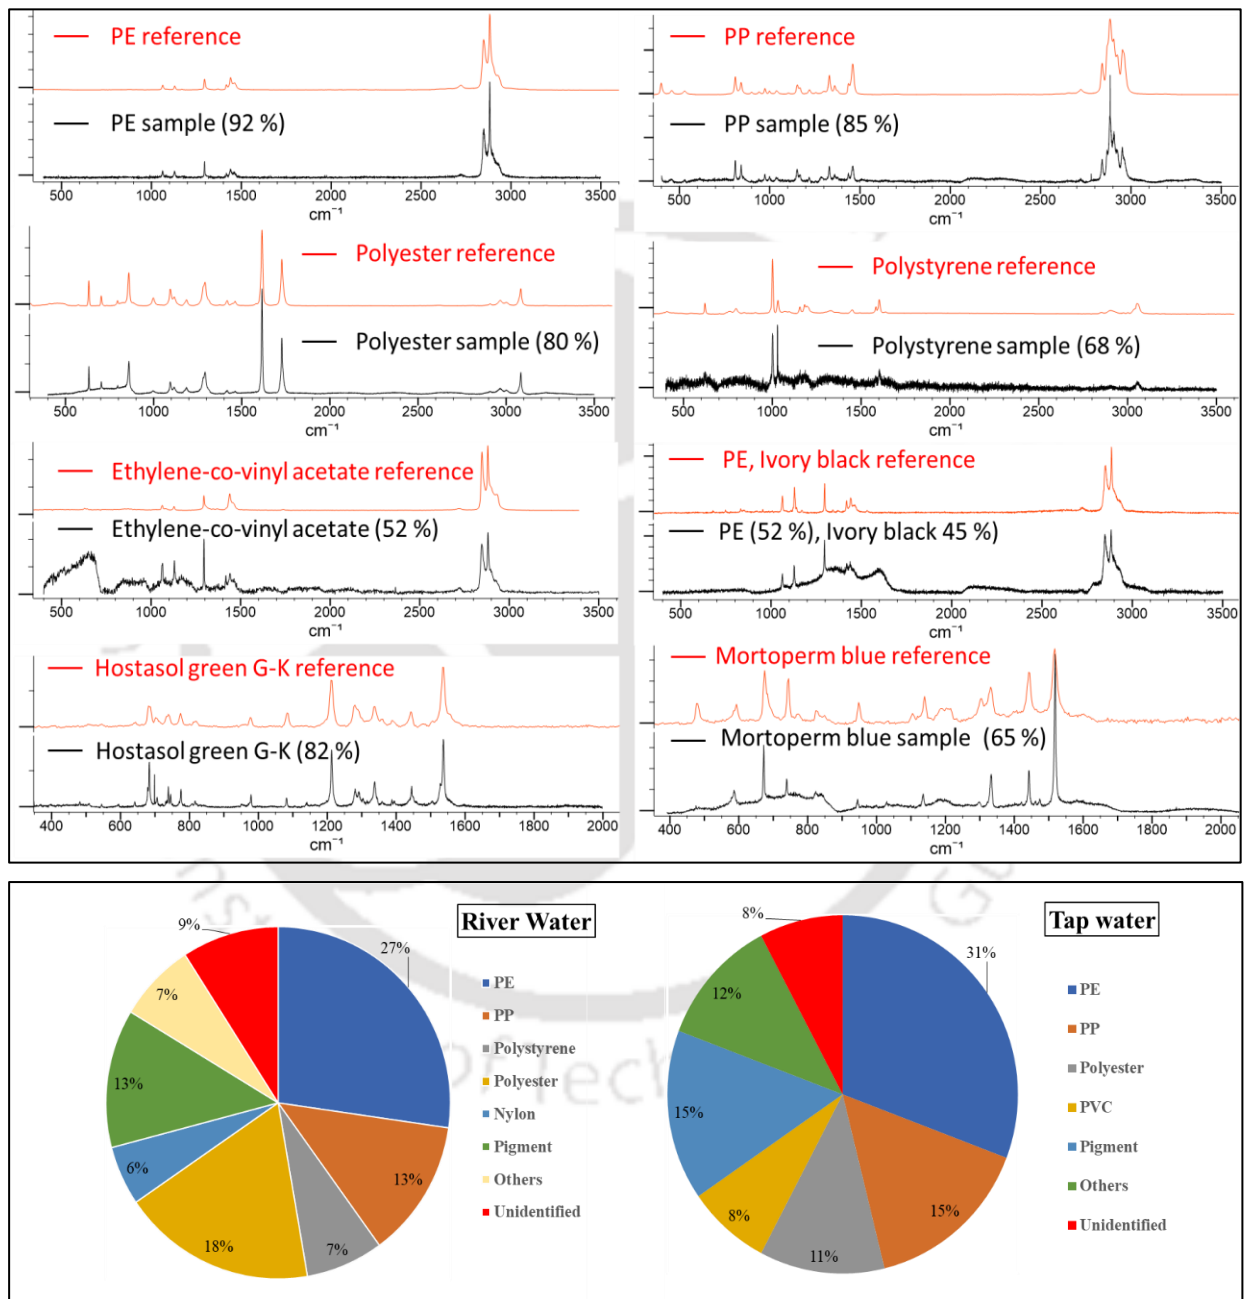 PE reference
PE sample (92 %)
500 1000 1500 2000 2500 3000 3500
cm⁻¹
PP reference
PP sample (85 %)
500 1000 1500 2000 2500 3000 3500
cm⁻¹
Polyester reference
Polyester sample (80 %)
500 1000 1500 2000 2500 3000 3500
cm⁻¹
Polystyrene reference
Polystyrene sample (68 %)
500 1000 1500 2000 2500 3000 3500
cm⁻¹
Ethylene-co-vinyl acetate reference
Ethylene-co-vinyl acetate (52 %)
500 1000 1500 2000 2500 3000 3500
cm⁻¹
PE, Ivory black reference
PE (52 %), Ivory black 45 %)
500 1000 1500 2000 2500 3000 3500
cm⁻¹
Hostasol green G-K reference
Hostasol green G-K (82 %)
400 600 800 1000 1200 1400 1600 1800 2000
cm⁻¹
Mortoperm blue reference
Mortoperm blue sample (65 %)
400 600 800 1000 1200 1400 1600 1800 2000
cm⁻¹
River Water
9%
27%
7%
13%
13%
6%
18%
7%
PE
PP
Polystyrene
Polyester
Nylon
Pigment
Others
Unidentified
Tap water
8%
31%
12%
15%
15%
8%
11%
PE
PP
Polyester
PVC
Pigment
Others
Unidentified
of Tech